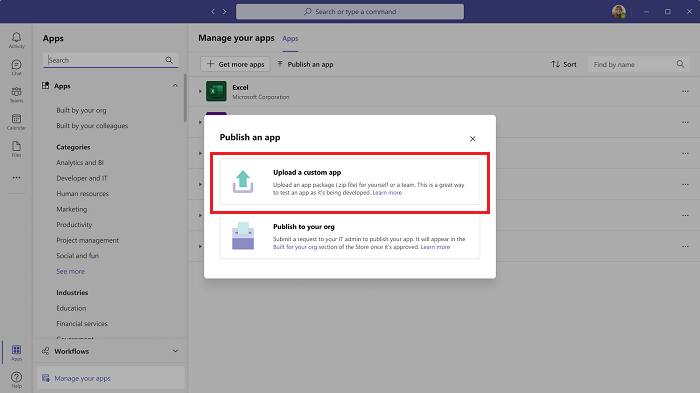 Search or type a command
Activity
Chat
Teams
Calendar
Files
Apps
Help
Apps
Search
Apps
Built by your org
Built by your colleagues
Categories
Analytics and BI
Developer and IT
Human resources
Marketing
Productivity
Project management
Social and fun
See more
Industries
Education
Financial services
Government
Workflows
Manage your apps
Manage your apps
Apps
Get more apps
Publish an app
Sort
Find by name
Excel
Microsoft Corporation
Publish an app
Upload a custom app
Upload an app package (.zip file) for yourself or a team. This is a great way
to test an app as it's being developed. Learn more
Publish to your org
Submit a request to your IT admin to publish your app. It will appear in the
Built for your org section of the Store once it's approved. Learn more